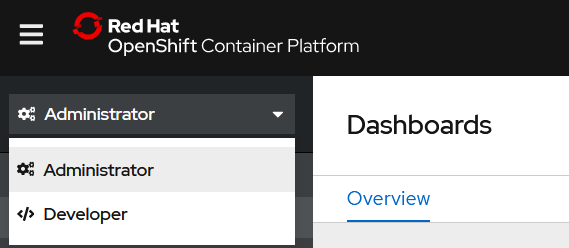 Red Hat
OpenShift Container Platform
Administrator
Dashboards
Administrator
Overview
Developer